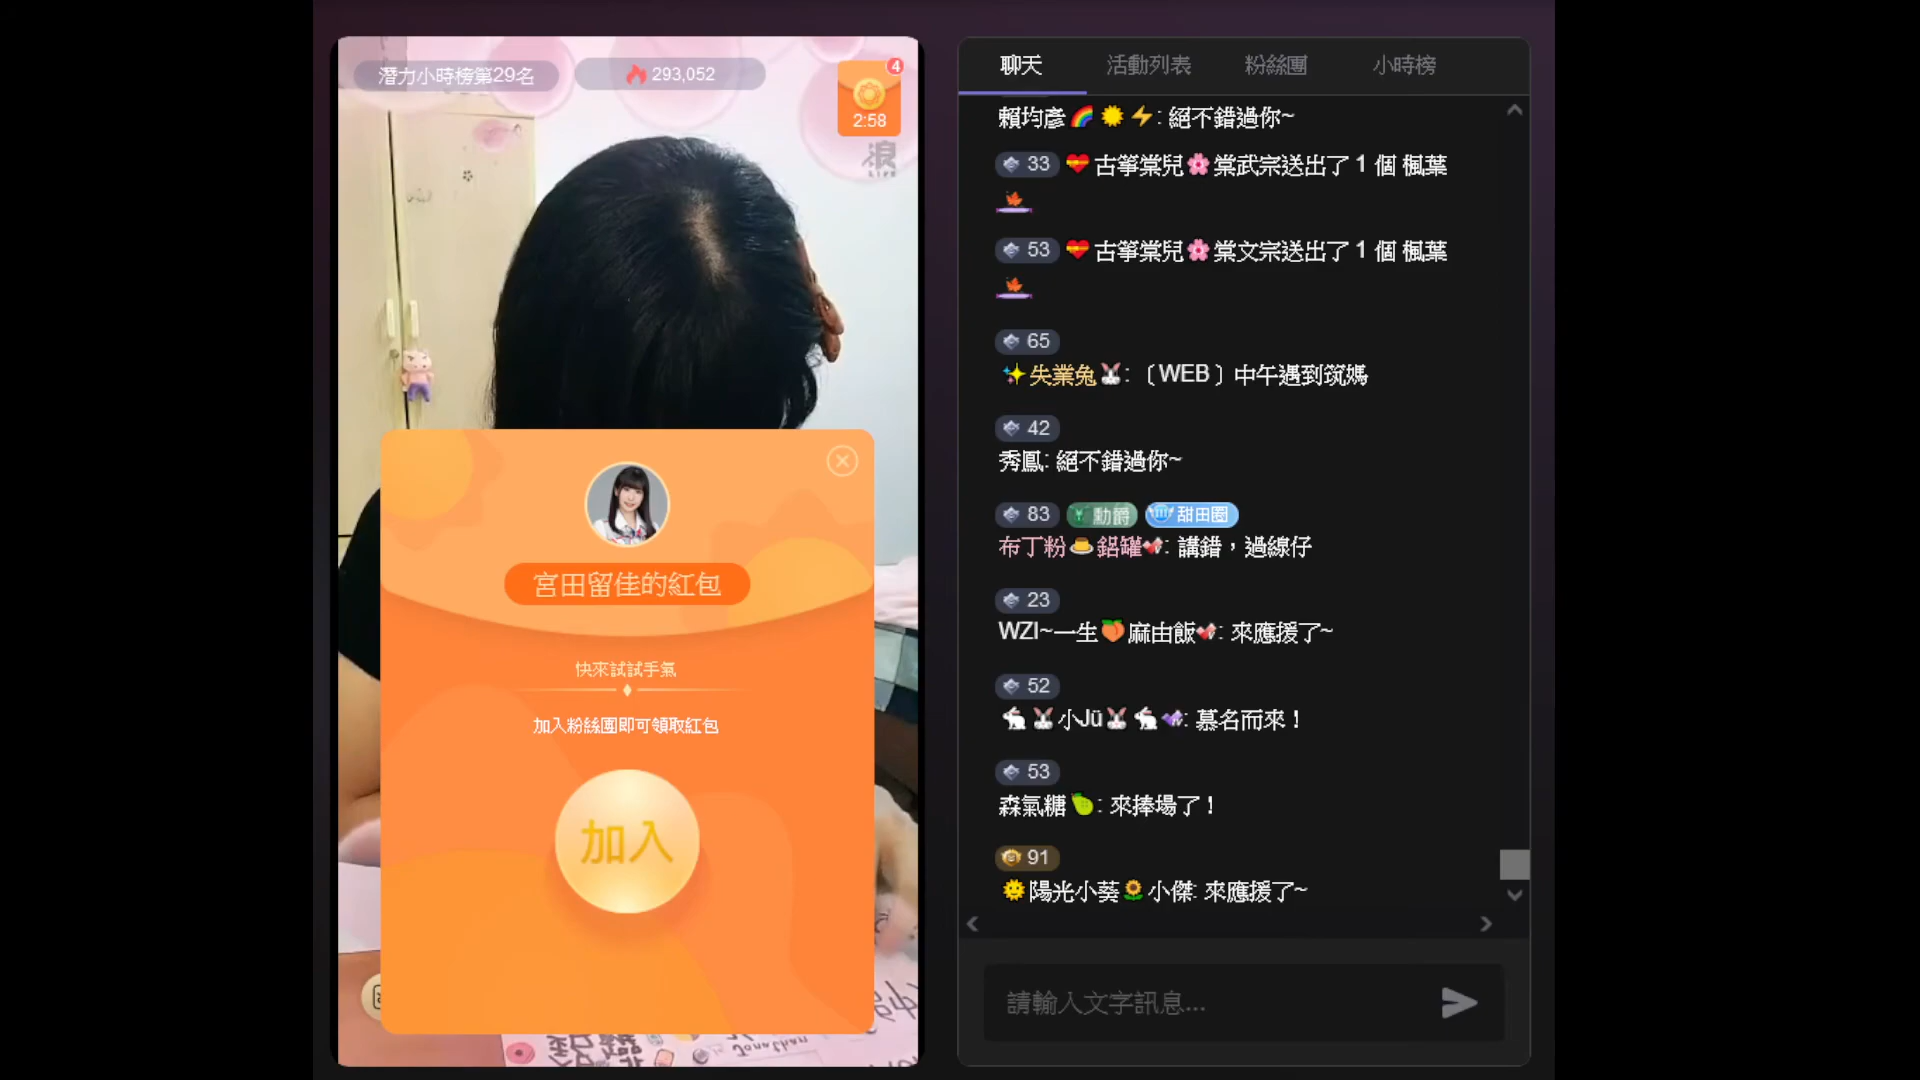 潛力小時榜第29名
293,052
4
2:58
浪
LIVE
宮田留佳的紅包
快來試試手氣
加入粉絲團即可領取紅包
加入
Jonathan
聊天 活動列表 粉絲團 小時榜
賴均彥🌈☀️⚡: 絕不錯過你~
33 💝古箏棠兒🌸棠武宗送出了 1 個 楓葉
53 💝古箏棠兒🌸棠文宗送出了 1 個 楓葉
65
✨失業兔🐰:〔WEB〕中午遇到筑媽
42
秀鳳: 絕不錯過你~
83 勳爵 甜田圈
布丁粉🍮鋁罐🍬: 講錯，過線仔
23
WZI~一生🍑麻由飯🍬: 來應援了~
52
🐇🐰小Jü🐰🐇🍬: 慕名而來！
53
森氣糖🍐: 來捧場了！
91
🌞陽光小葵🌻小傑: 來應援了~
請輸入文字訊息...